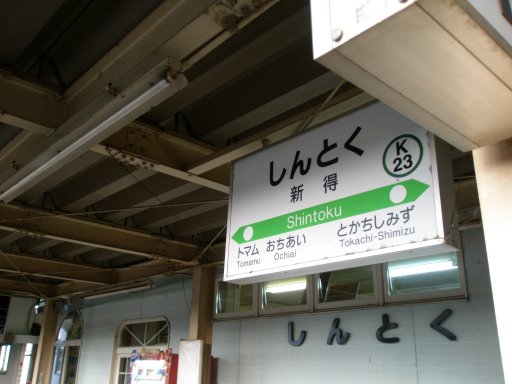 しんとく
K
23
新得
Shintoku
トマム おちあい とかちしみず
Tomamu Ochiai Tokachi-Shimizu
しんとく